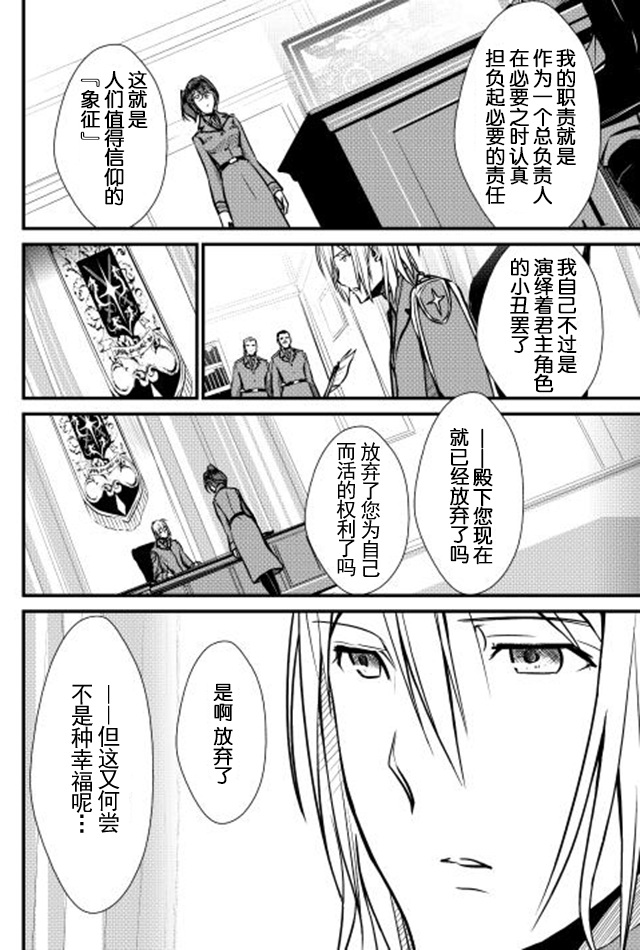 我的职责就是
作为一个总负责人
在必要之时认真
担负起必要的责任
这就是
人们值得信仰的
『象征』
我自己不过是
演绎着君主角色
的小丑罢了
——殿下您现在
就已经放弃了吗
放弃了您为自己
而活的权利了吗
是啊 放弃了
——但这又何尝
不是种幸福呢…